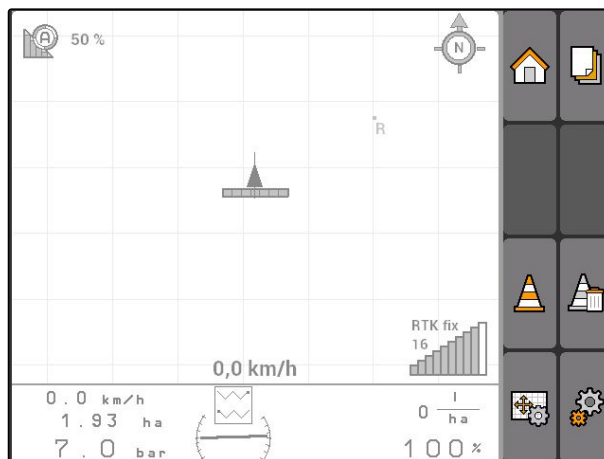 A 50 %
N
R
RTK fix
16
0,0 km/h
0.0 km/h
1.93 ha
7.0 bar
0 l/ha
100%